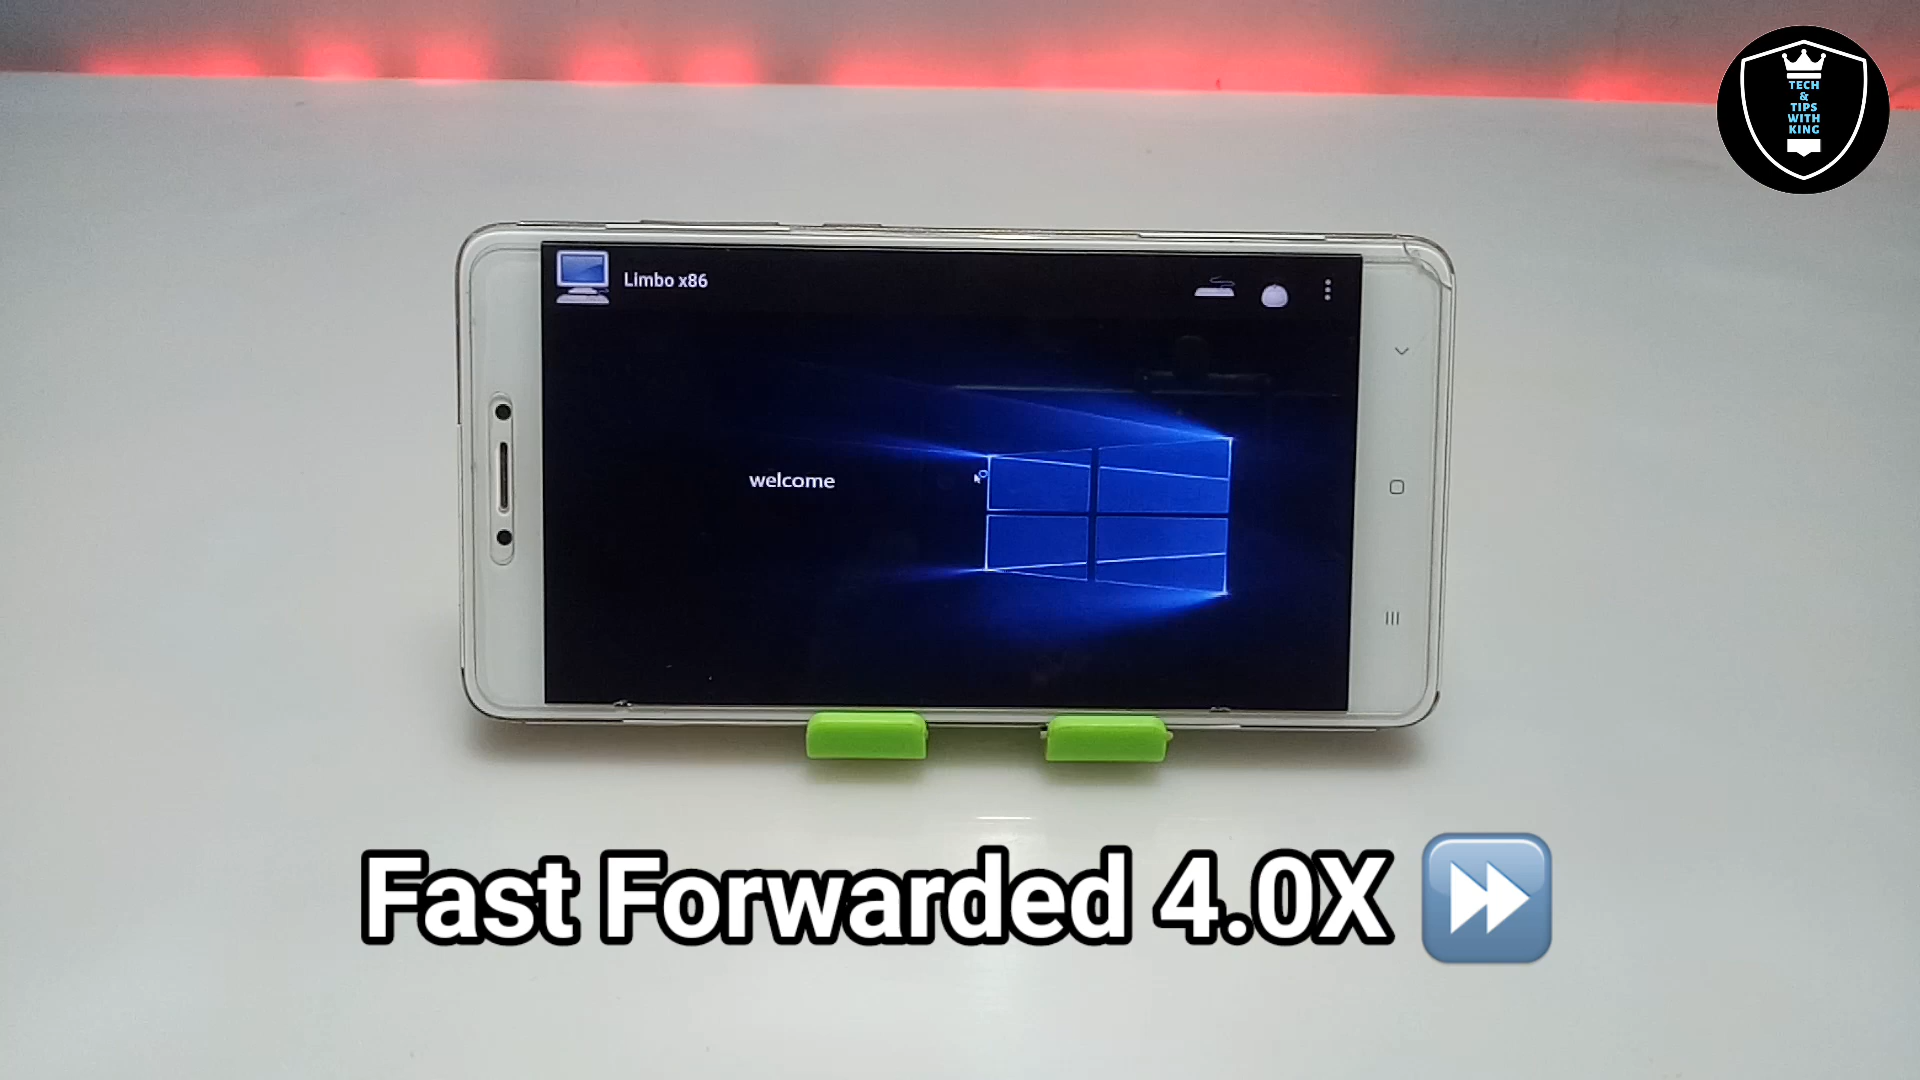 TECH
&
TIPS
WITH
KING
Limbo x86
welcome
Fast Forwarded 4.0X